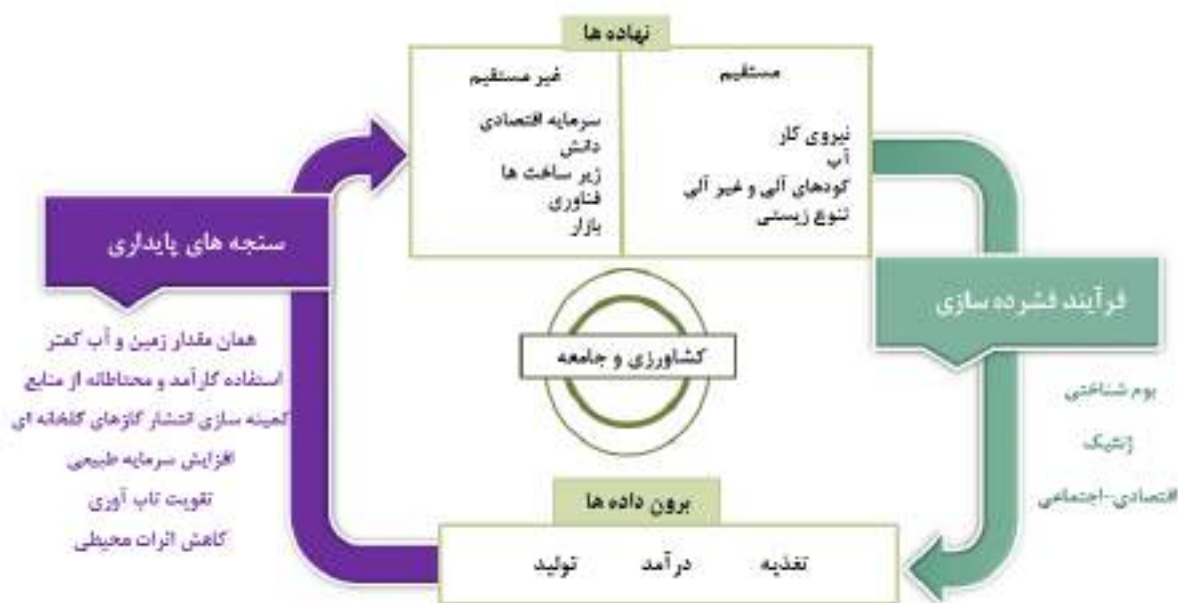 نهاده ها
مستقیم
نیروی کار
آب
کودهای آلی و غیر آلی
تنوع زیستی
غیر مستقیم
سرمایه اقتصادی
دانش
زیر ساخت ها
فناوری
بازار
فرآیند فشرده سازی
بوم شناختی
ژنتیک
اقتصادی-اجتماعی
کشاورزی و جامعه
برون داده ها
تغذیه درآمد تولید
سنجه های پایداری
همان مقدار زمین و آب کمتر
استفاده کارآمد و محتاطانه از منابع
کمینه سازی انتشار گازهای گلخانه ای
افزایش سرمایه طبیعی
تقویت تاب آوری
کاهش اثرات محیطی